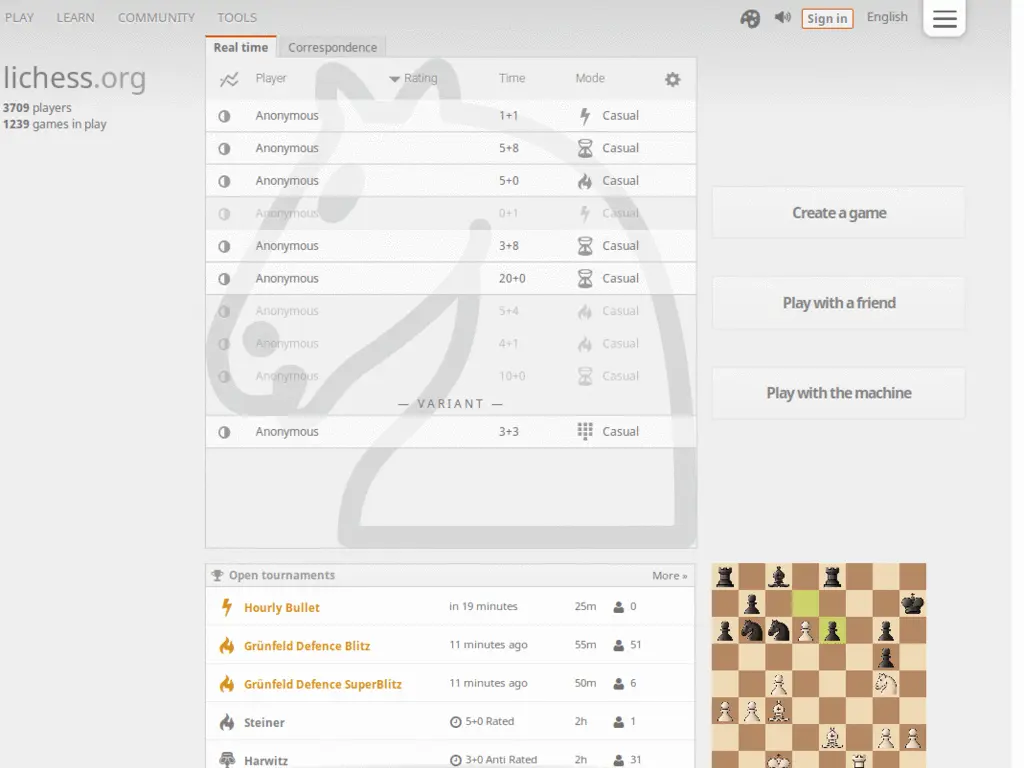 PLAY LEARN COMMUNITY TOOLS Sign in English
Real time Correspondence
lichess.org
3709 players
1239 games in play
Player Rating Time Mode
Anonymous 1+1 Casual
Anonymous 5+8 Casual
Anonymous 5+0 Casual
Anonymous 0+1 Casual
Anonymous 3+8 Casual
Anonymous 20+0 Casual
Anonymous 5+4 Casual
Anonymous 4+1 Casual
Anonymous 10+0 Casual
— VARIANT —
Anonymous 3+3 Casual
Create a game
Play with a friend
Play with the machine
Open tournaments More »
Hourly Bullet in 19 minutes 25m 0
Grünfeld Defence Blitz 11 minutes ago 55m 51
Grünfeld Defence SuperBlitz 11 minutes ago 50m 6
Steiner 5+0 Rated 2h 1
Harwitz 3+0 Anti Rated 2h 31